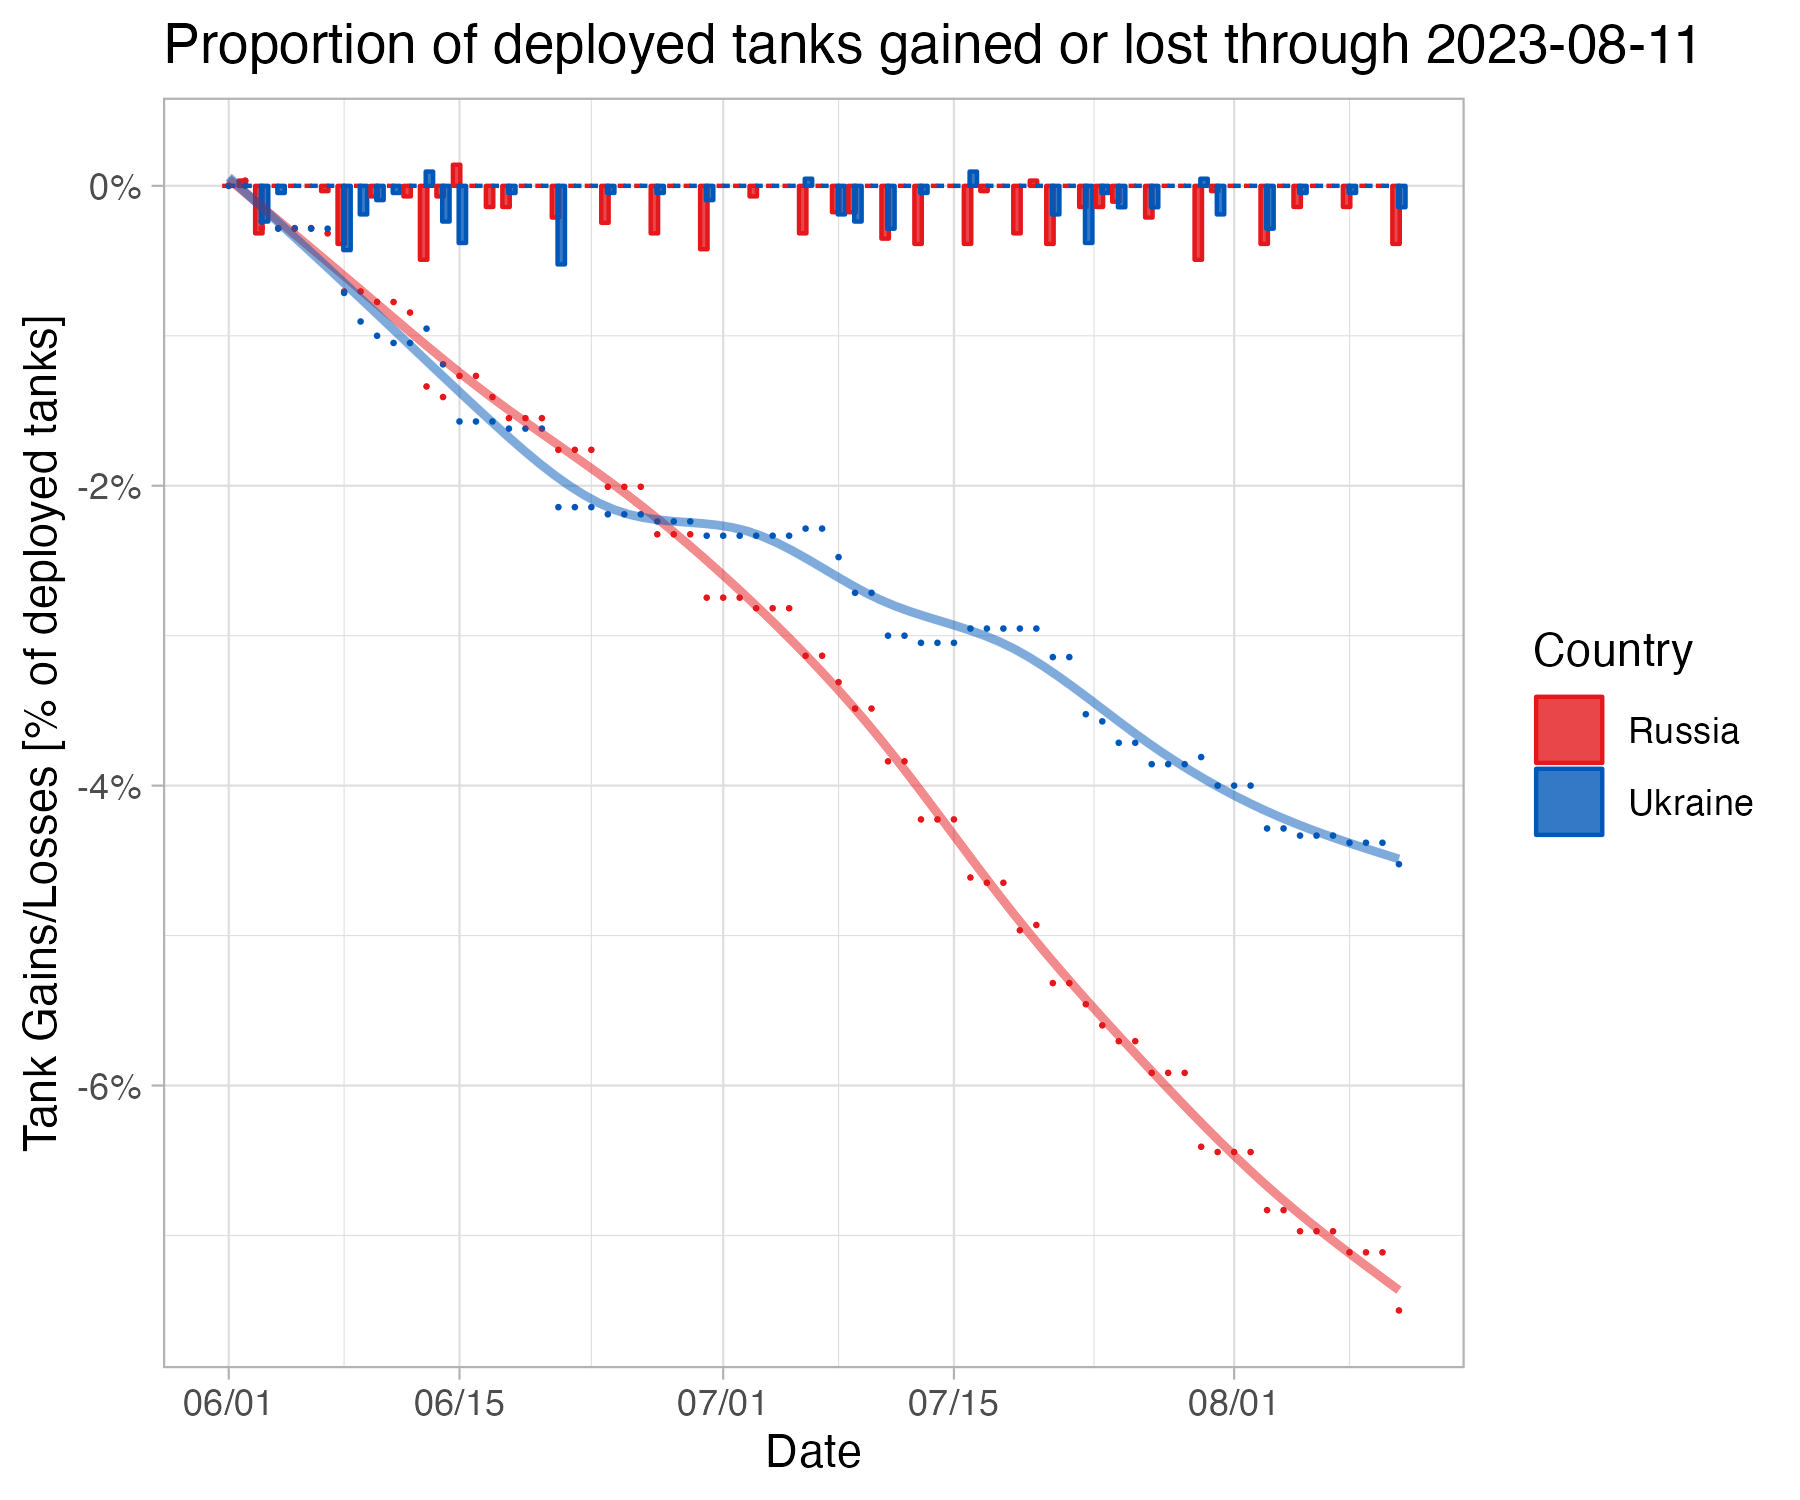 Proportion of deployed tanks gained or lost through 2023-08-11
Tank Gains/Losses [% of deployed tanks]
0%
-2%
-4%
-6%
06/01
06/15
07/01
07/15
08/01
Date
Country
Russia
Ukraine